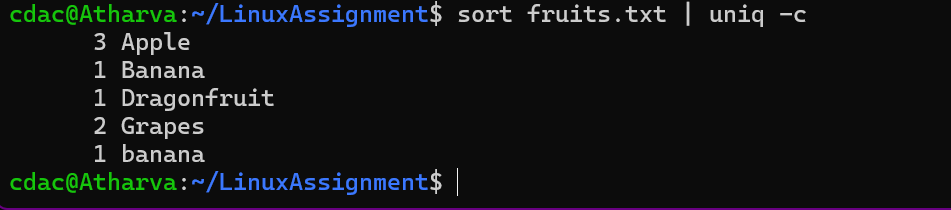 cdac@Atharva:~/LinuxAssignment$ sort fruits.txt | uniq -c
      3 Apple
      1 Banana
      1 Dragonfruit
      2 Grapes
      1 banana
cdac@Atharva:~/LinuxAssignment$